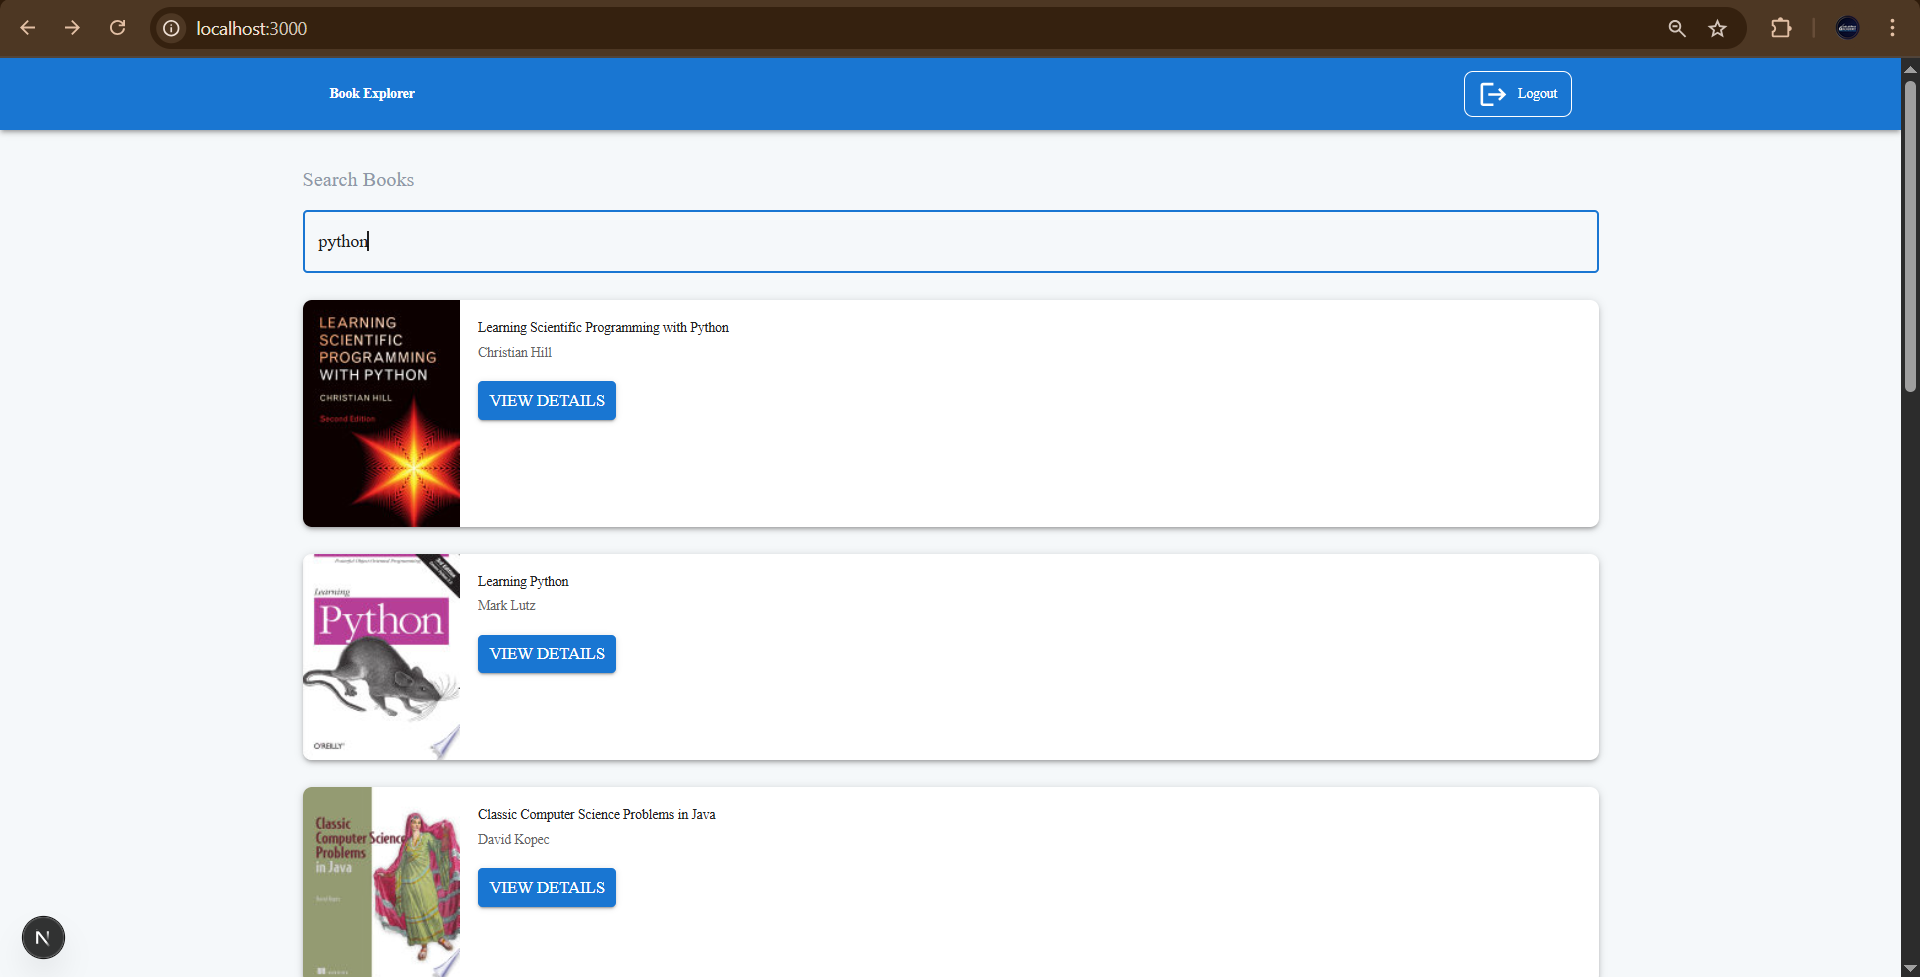 localhost:3000
Book Explorer
Logout
Search Books
python
LEARNING
SCIENTIFIC
PROGRAMMING
WITH PYTHON
CHRISTIAN HILL
Second Edition
Learning Scientific Programming with Python
Christian Hill
VIEW DETAILS
Learning
Python
O'REILLY
Learning Python
Mark Lutz
VIEW DETAILS
Classic
Computer Science
Problems
in Java
Classic Computer Science Problems in Java
David Kopec
VIEW DETAILS
N